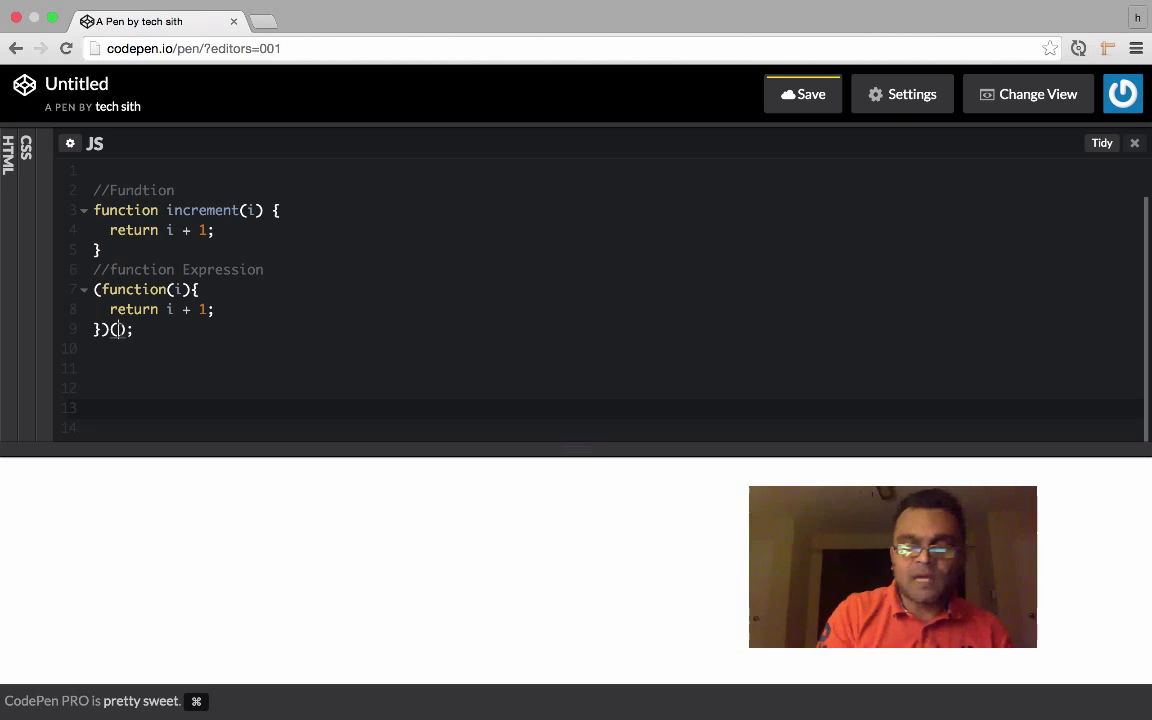 A Pen by tech sith
h
codepen.io/pen/?editors=001
Untitled
A PEN BY tech sith
Save
Settings
Change View
HTML
CSS
JS
Tidy
1
2 //Fundtion
3 function increment(i) {
4 return i + 1;
5 }
6 //function Expression
7 (function(i){
8 return i + 1;
9 })();
10
11
12
13
14
CodePen PRO is pretty sweet. ⌘